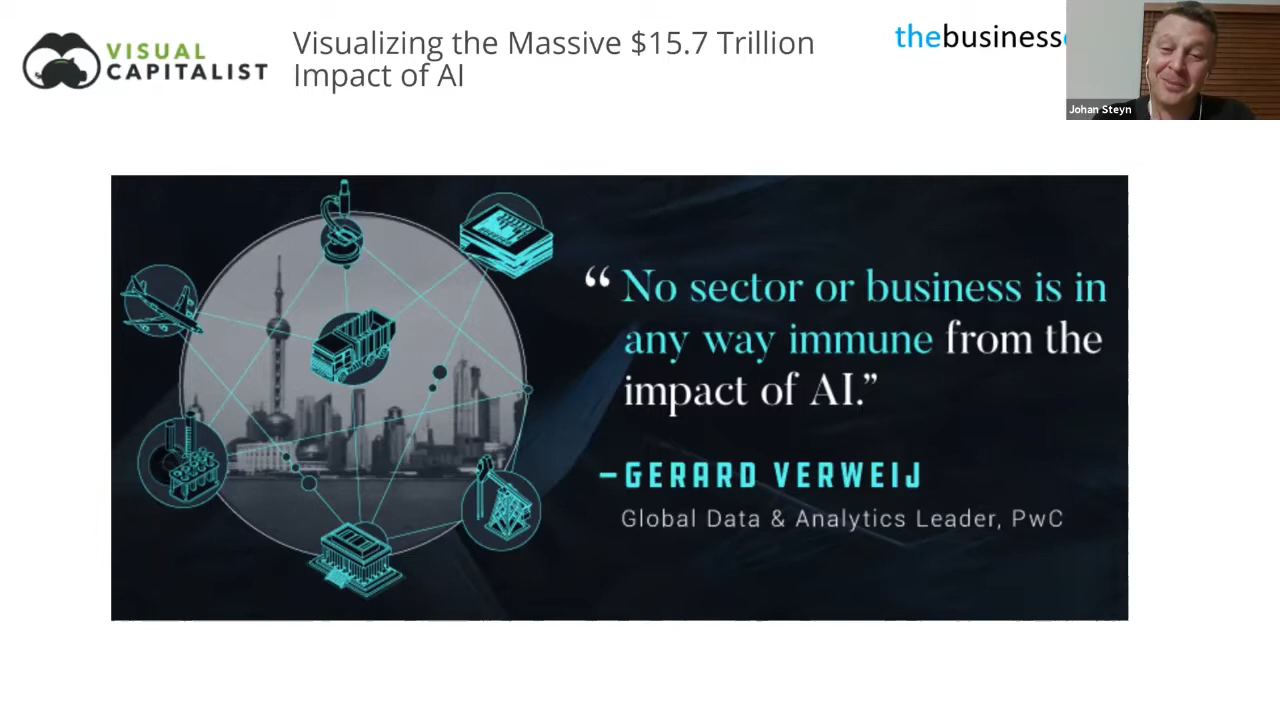 VISUAL
CAPITALIST
Visualizing the Massive $15.7 Trillion
Impact of AI
thebusiness
Johan Steyn
“ No sector or business is in
any way immune from the
impact of AI.”
–GERARD VERWEIJ
Global Data & Analytics Leader, PwC